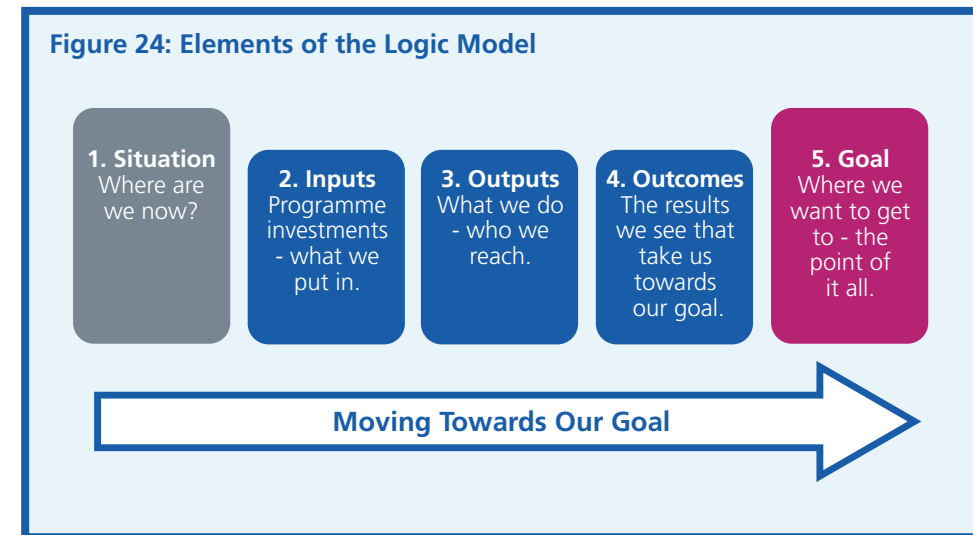 Figure 24: Elements of the Logic Model
1. Situation
Where are
we now?
2. Inputs
Programme
investments
- what we
put in.
3. Outputs
What we do
- who we
reach.
4. Outcomes
The results
we see that
take us
towards
our goal.
5. Goal
Where we
want to get
to - the
point of
it all.
Moving Towards Our Goal